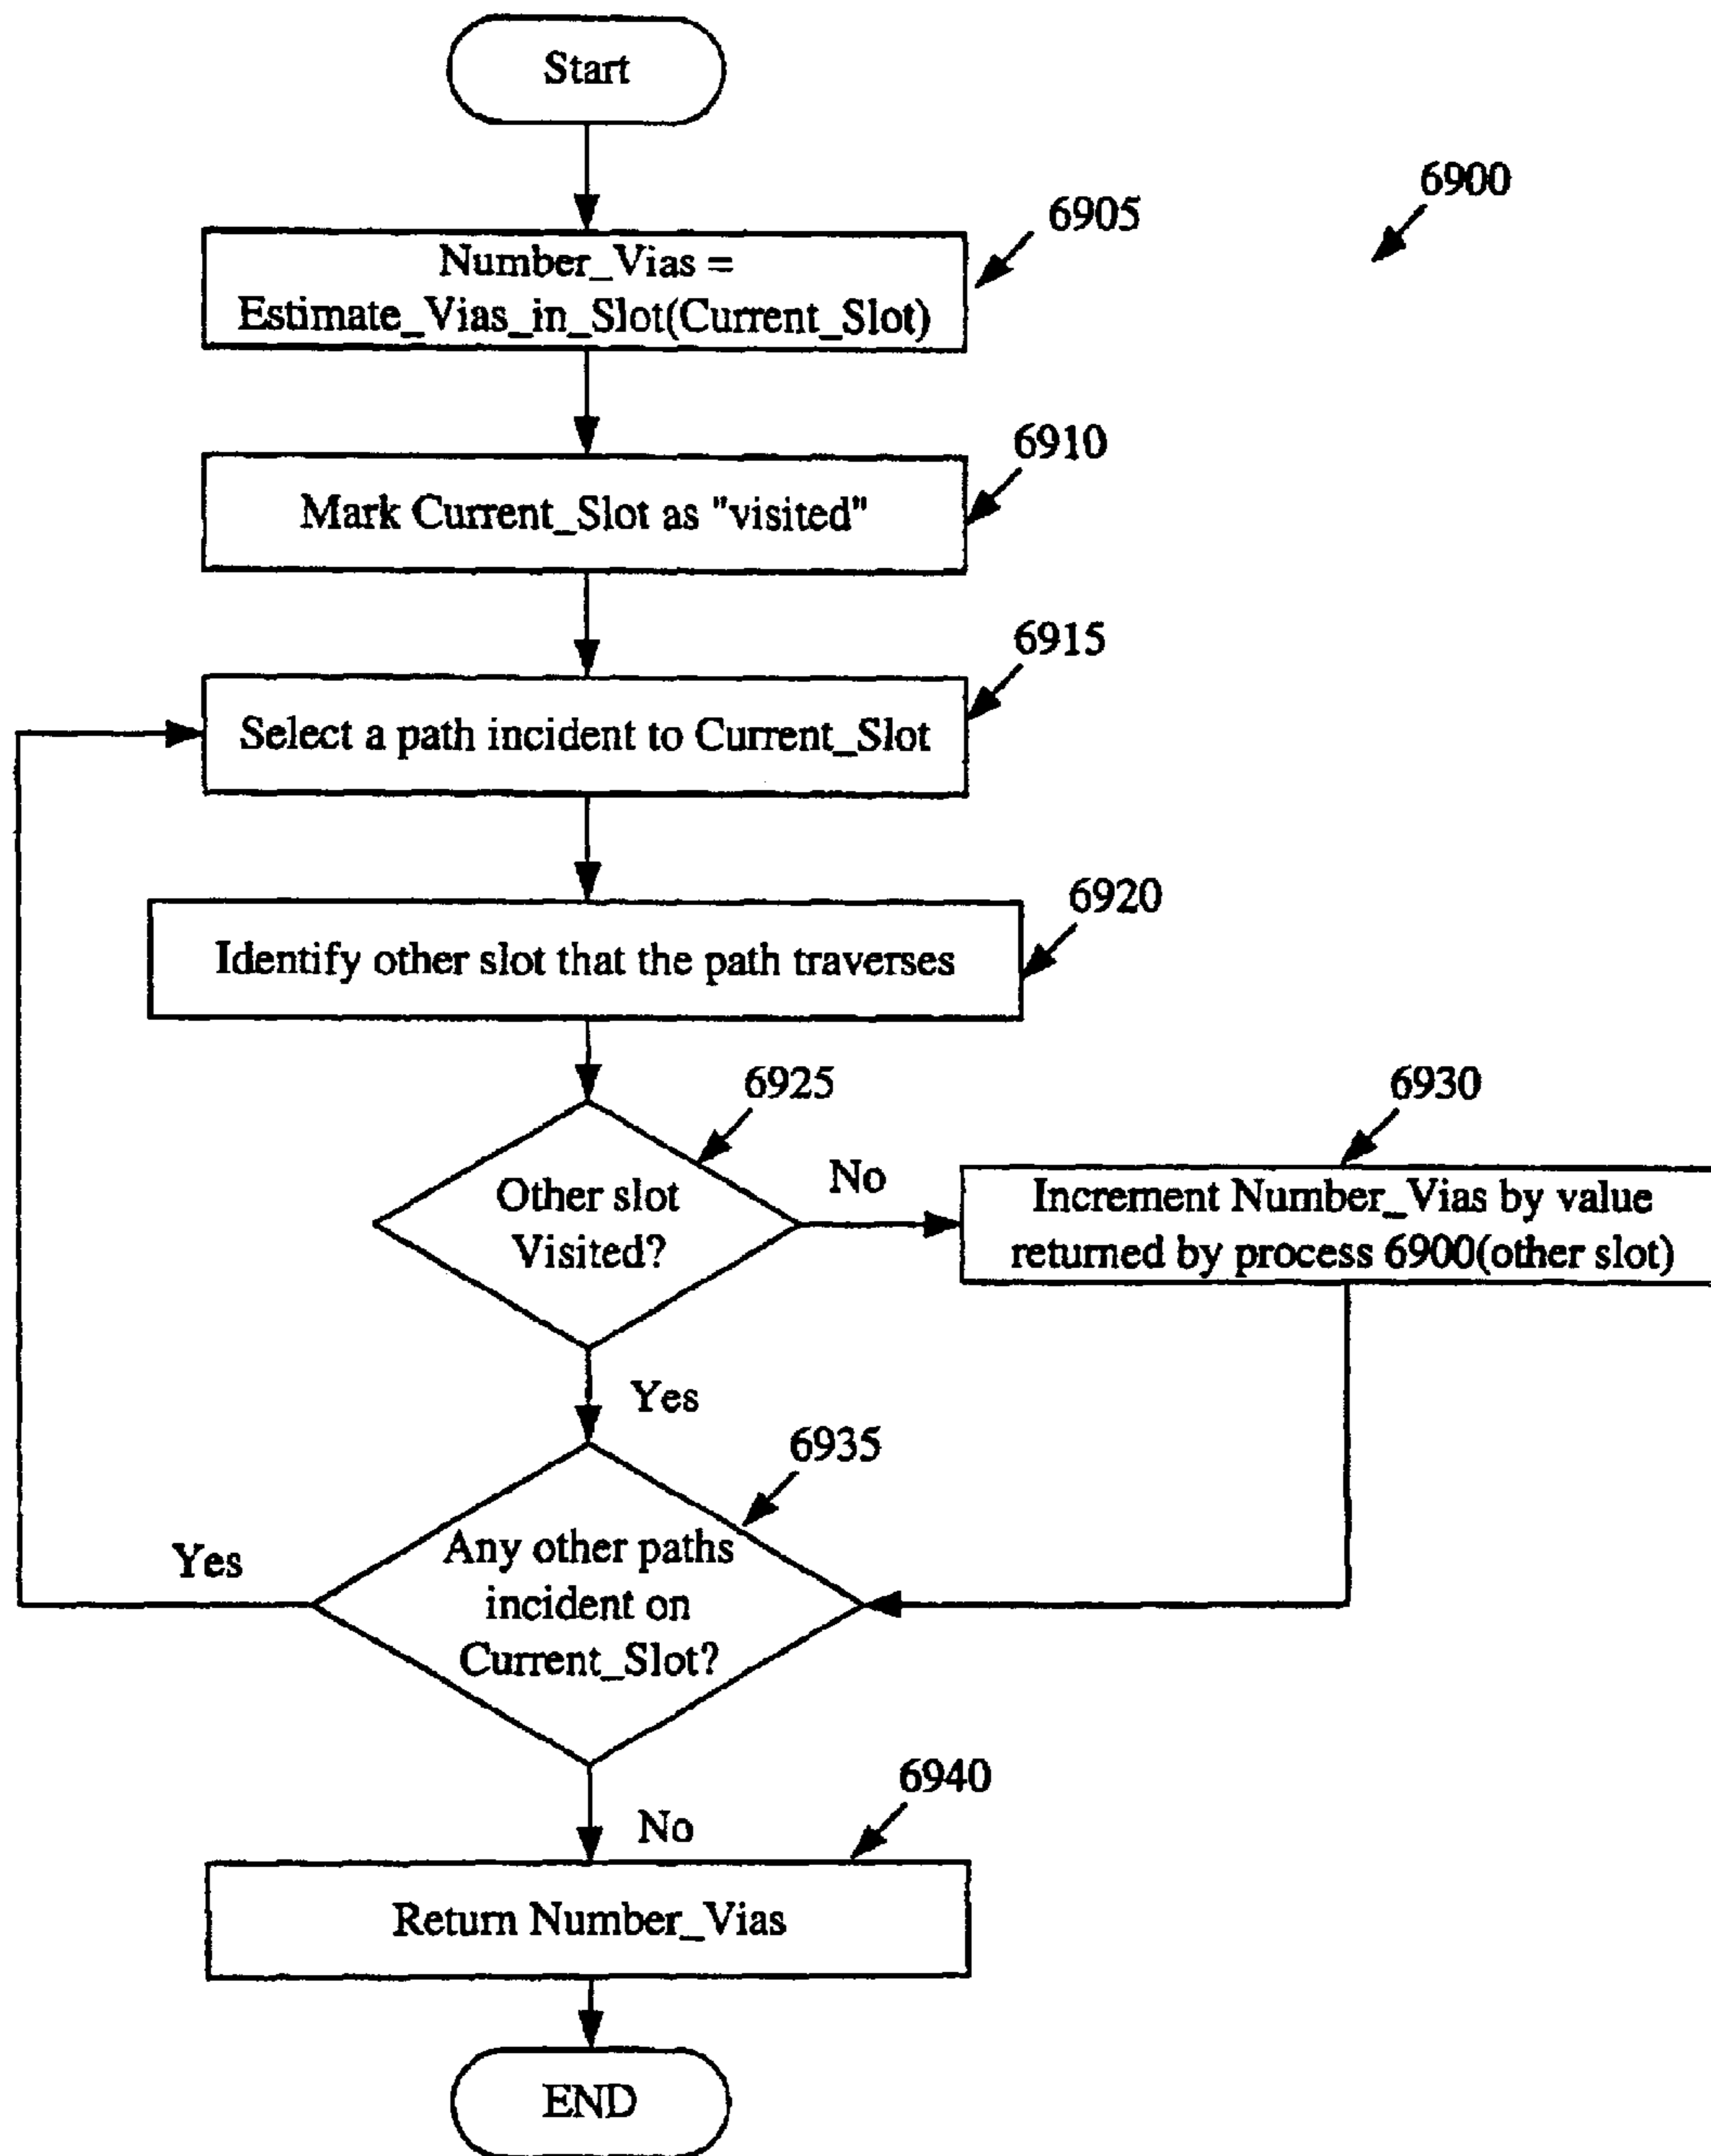 Start
6900
6905
Number_Vias =
Estimate_Vias_in_Slot(Current_Slot)
6910
Mark Current_Slot as "visited"
6915
Select a path incident to Current_Slot
6920
Identify other slot that the path traverses
6925
6930
Other slot
Visited?
No
Increment Number_Vias by value
returned by process 6900(other slot)
Yes
6935
Any other paths
incident on
Current_Slot?
Yes
6940
No
Return Number_Vias
END